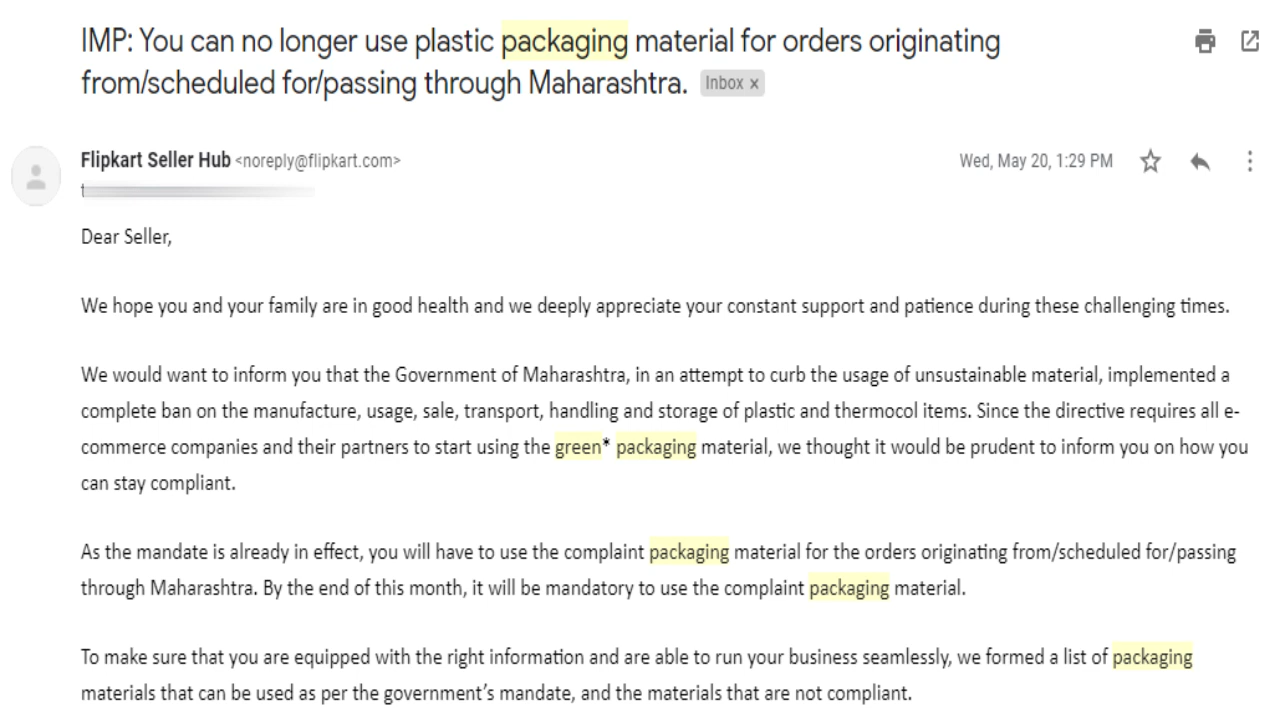 IMP: You can no longer use plastic packaging material for orders originating
from/scheduled for/passing through Maharashtra. Inbox x
Flipkart Seller Hub <noreply@flipkart.com>
Wed, May 20, 1:29 PM
Dear Seller,
We hope you and your family are in good health and we deeply appreciate your constant support and patience during these challenging times.
We would want to inform you that the Government of Maharashtra, in an attempt to curb the usage of unsustainable material, implemented a
complete ban on the manufacture, usage, sale, transport, handling and storage of plastic and thermocol items. Since the directive requires all e-
commerce companies and their partners to start using the green* packaging material, we thought it would be prudent to inform you on how you
can stay compliant.
As the mandate is already in effect, you will have to use the complaint packaging material for the orders originating from/scheduled for/passing
through Maharashtra. By the end of this month, it will be mandatory to use the complaint packaging material.
To make sure that you are equipped with the right information and are able to run your business seamlessly, we formed a list of packaging
materials that can be used as per the government's mandate, and the materials that are not compliant.